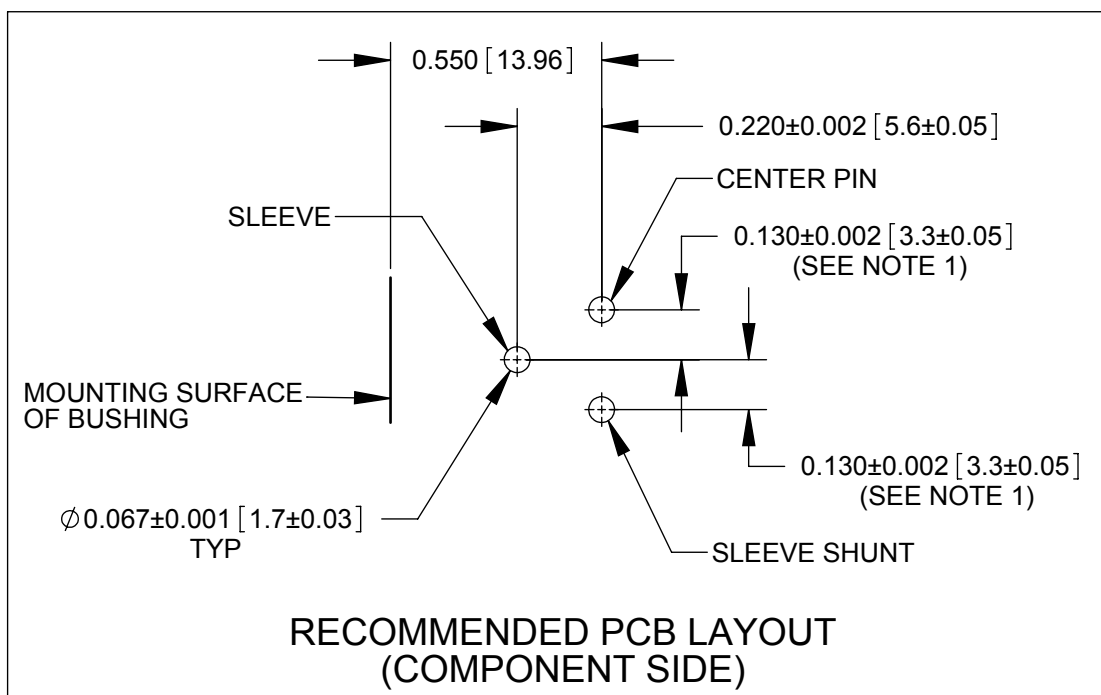 0.550 [13.96]
0.220±0.002 [5.6±0.05]
CENTER PIN
SLEEVE
0.130±0.002 [3.3±0.05]
(SEE NOTE 1)
MOUNTING SURFACE
OF BUSHING
0.130±0.002 [3.3±0.05]
(SEE NOTE 1)
∅0.067±0.001 [1.7±0.03]
TYP
SLEEVE SHUNT
RECOMMENDED PCB LAYOUT
(COMPONENT SIDE)